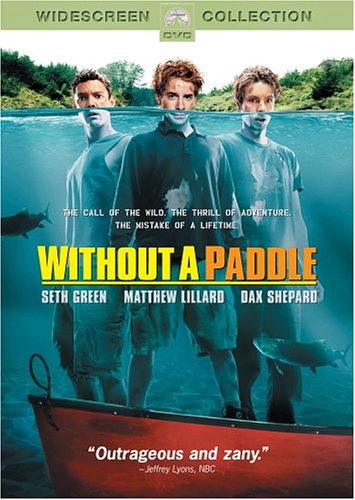 WIDESCREEN DVD COLLECTION
THE CALL OF THE WILD. THE THRILL OF ADVENTURE.
THE MISTAKE OF A LIFETIME.
WITHOUT A PADDLE
SETH GREEN MATTHEW LILLARD DAX SHEPARD
“Outrageous and zany.”
–Jeffrey Lyons, NBC